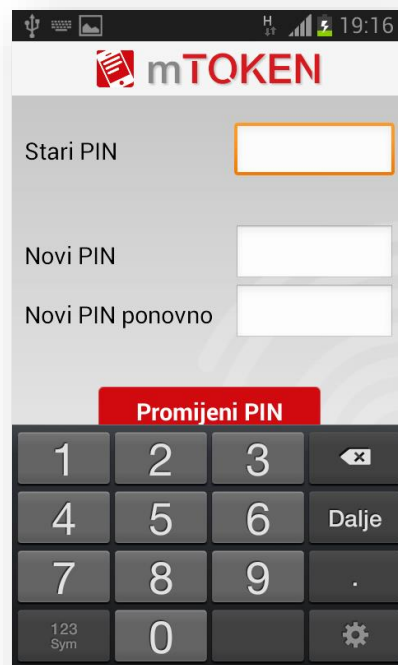 H 19:16
mTOKEN
Stari PIN
Novi PIN
Novi PIN ponovno
Promijeni PIN
1 2 3
4 5 6 Dalje
7 8 9 .
123
Sym
0